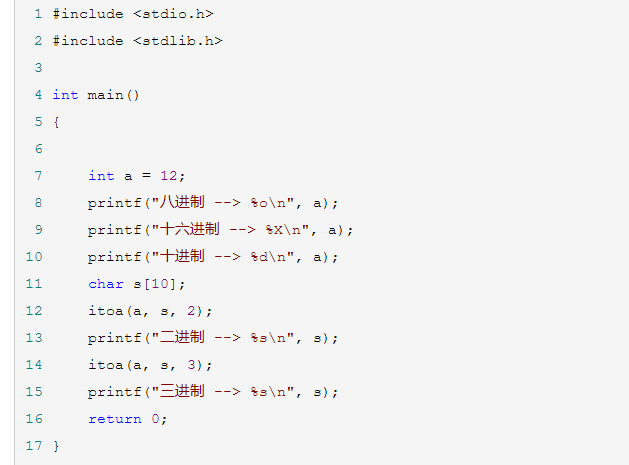 1 #include <stdio.h>
2 #include <stdlib.h>
3
4 int main()
5 {
6
7     int a = 12;
8     printf("八进制 --> %o\n", a);
9     printf("十六进制 --> %X\n", a);
10     printf("十进制 --> %d\n", a);
11     char s[10];
12     itoa(a, s, 2);
13     printf("二进制 --> %s\n", s);
14     itoa(a, s, 3);
15     printf("三进制 --> %s\n", s);
16     return 0;
17 }